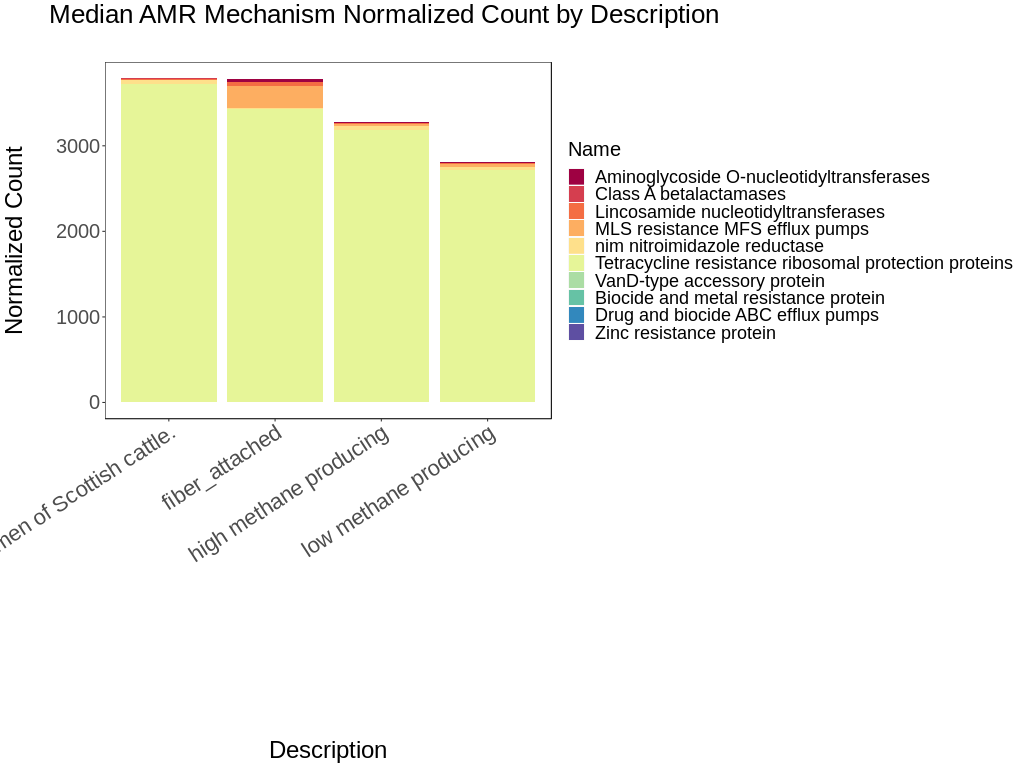 Median AMR Mechanism Normalized Count by Description
Normalized Count
3000
2000
1000
0
of Scottish cattle.
fiber_attached
high methane producing
low methane producing
Description
Name
Aminoglycoside O-nucleotidyltransferases
Class A betalactamases
Lincosamide nucleotidyltransferases
MLS resistance MFS efflux pumps
nim nitroimidazole reductase
Tetracycline resistance ribosomal protection proteins
VanD-type accessory protein
Biocide and metal resistance protein
Drug and biocide ABC efflux pumps
Zinc resistance protein